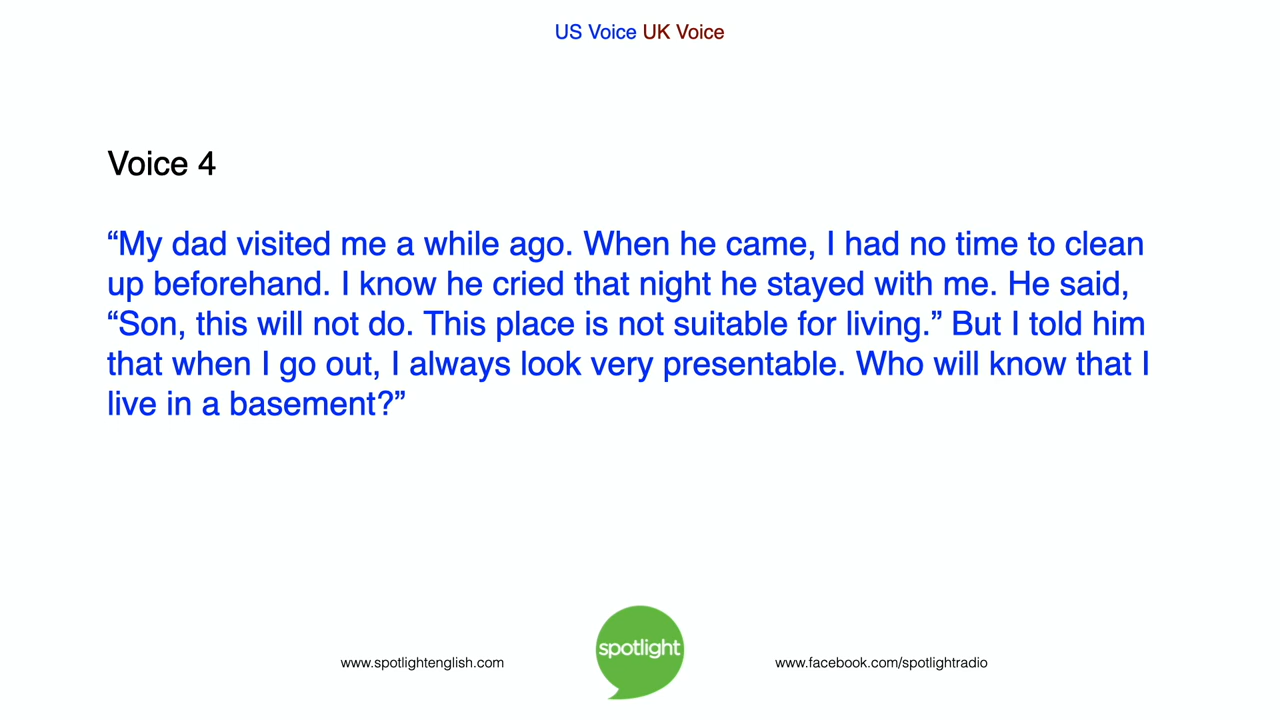 US Voice UK Voice
Voice 4
“My dad visited me a while ago. When he came, I had no time to clean
up beforehand. I know he cried that night he stayed with me. He said,
“Son, this will not do. This place is not suitable for living.” But I told him
that when I go out, I always look very presentable. Who will know that I
live in a basement?”
spotlight
www.spotlightenglish.com
www.facebook.com/spotlightradio